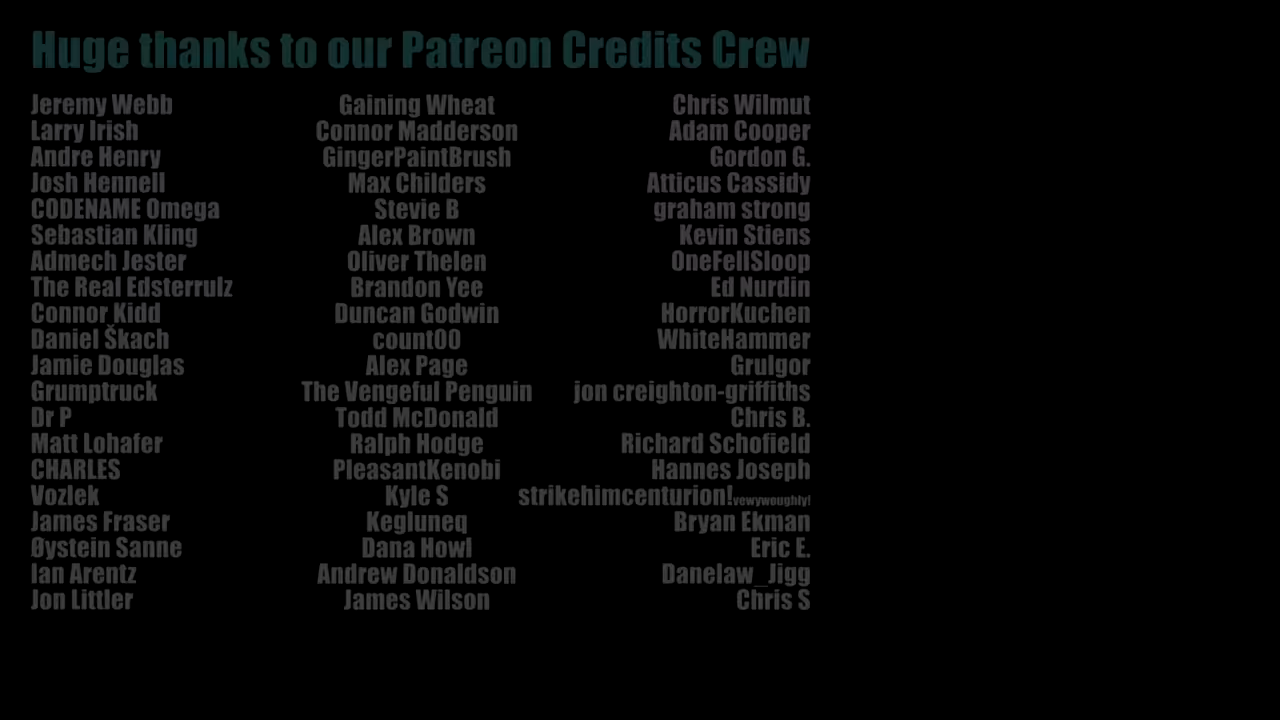 Huge thanks to our Patreon Credits Crew
Jeremy Webb
Larry Irish
Andre Henry
Josh Hennell
CODENAME Omega
Sebastian Kling
Admech Jester
The Real Edsterrulz
Connor Kidd
Daniel Škach
Jamie Douglas
Grumptruck
Dr P
Matt Lohafer
CHARLES
Vozlek
James Fraser
Øystein Sanne
Ian Arentz
Jon Littler
Gaining Wheat
Connor Madderson
GingerPaintBrush
Max Childers
Stevie B
Alex Brown
Oliver Thelen
Brandon Yee
Duncan Godwin
count00
Alex Page
The Vengeful Penguin
Todd McDonald
Ralph Hodge
PleasantKenobi
Kyle S
Kegluneq
Dana Howl
Andrew Donaldson
James Wilson
Chris Wilmut
Adam Cooper
Gordon G.
Atticus Cassidy
graham strong
Kevin Stiens
OneFellSloop
Ed Nurdin
HorrorKuchen
WhiteHammer
Grulgor
jon creighton-griffiths
Chris B.
Richard Schofield
Hannes Joseph
strikehimcenturion!vewywoughly!
Bryan Ekman
Eric E.
Danelaw_Jigg
Chris S